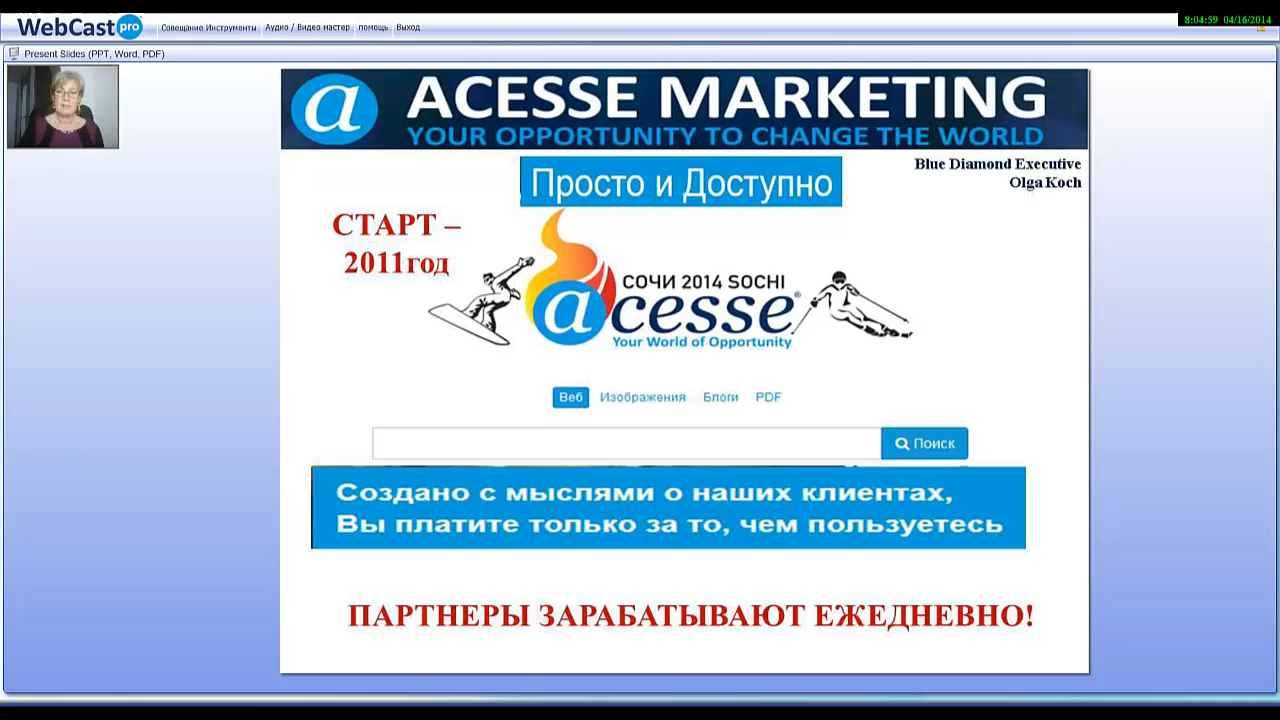 WebCast pro
Совещание Инструменты Аудио / Видео мастер помощь Выход
8:04:59 04/16/2014
Present Slides (PPT, Word, PDF)
a ACESSE MARKETING
YOUR OPPORTUNITY TO CHANGE THE WORLD
Blue Diamond Executive
Olga Koch
Просто и Доступно
СТАРТ –
2011год
СОЧИ 2014 SOCHI
acesse®
Your World of Opportunity
Веб Изображения Блоги PDF
Поиск
Создано с мыслями о наших клиентах,
Вы платите только за то, чем пользуетесь
ПАРТНЕРЫ ЗАРАБАТЫВАЮТ ЕЖЕДНЕВНО!